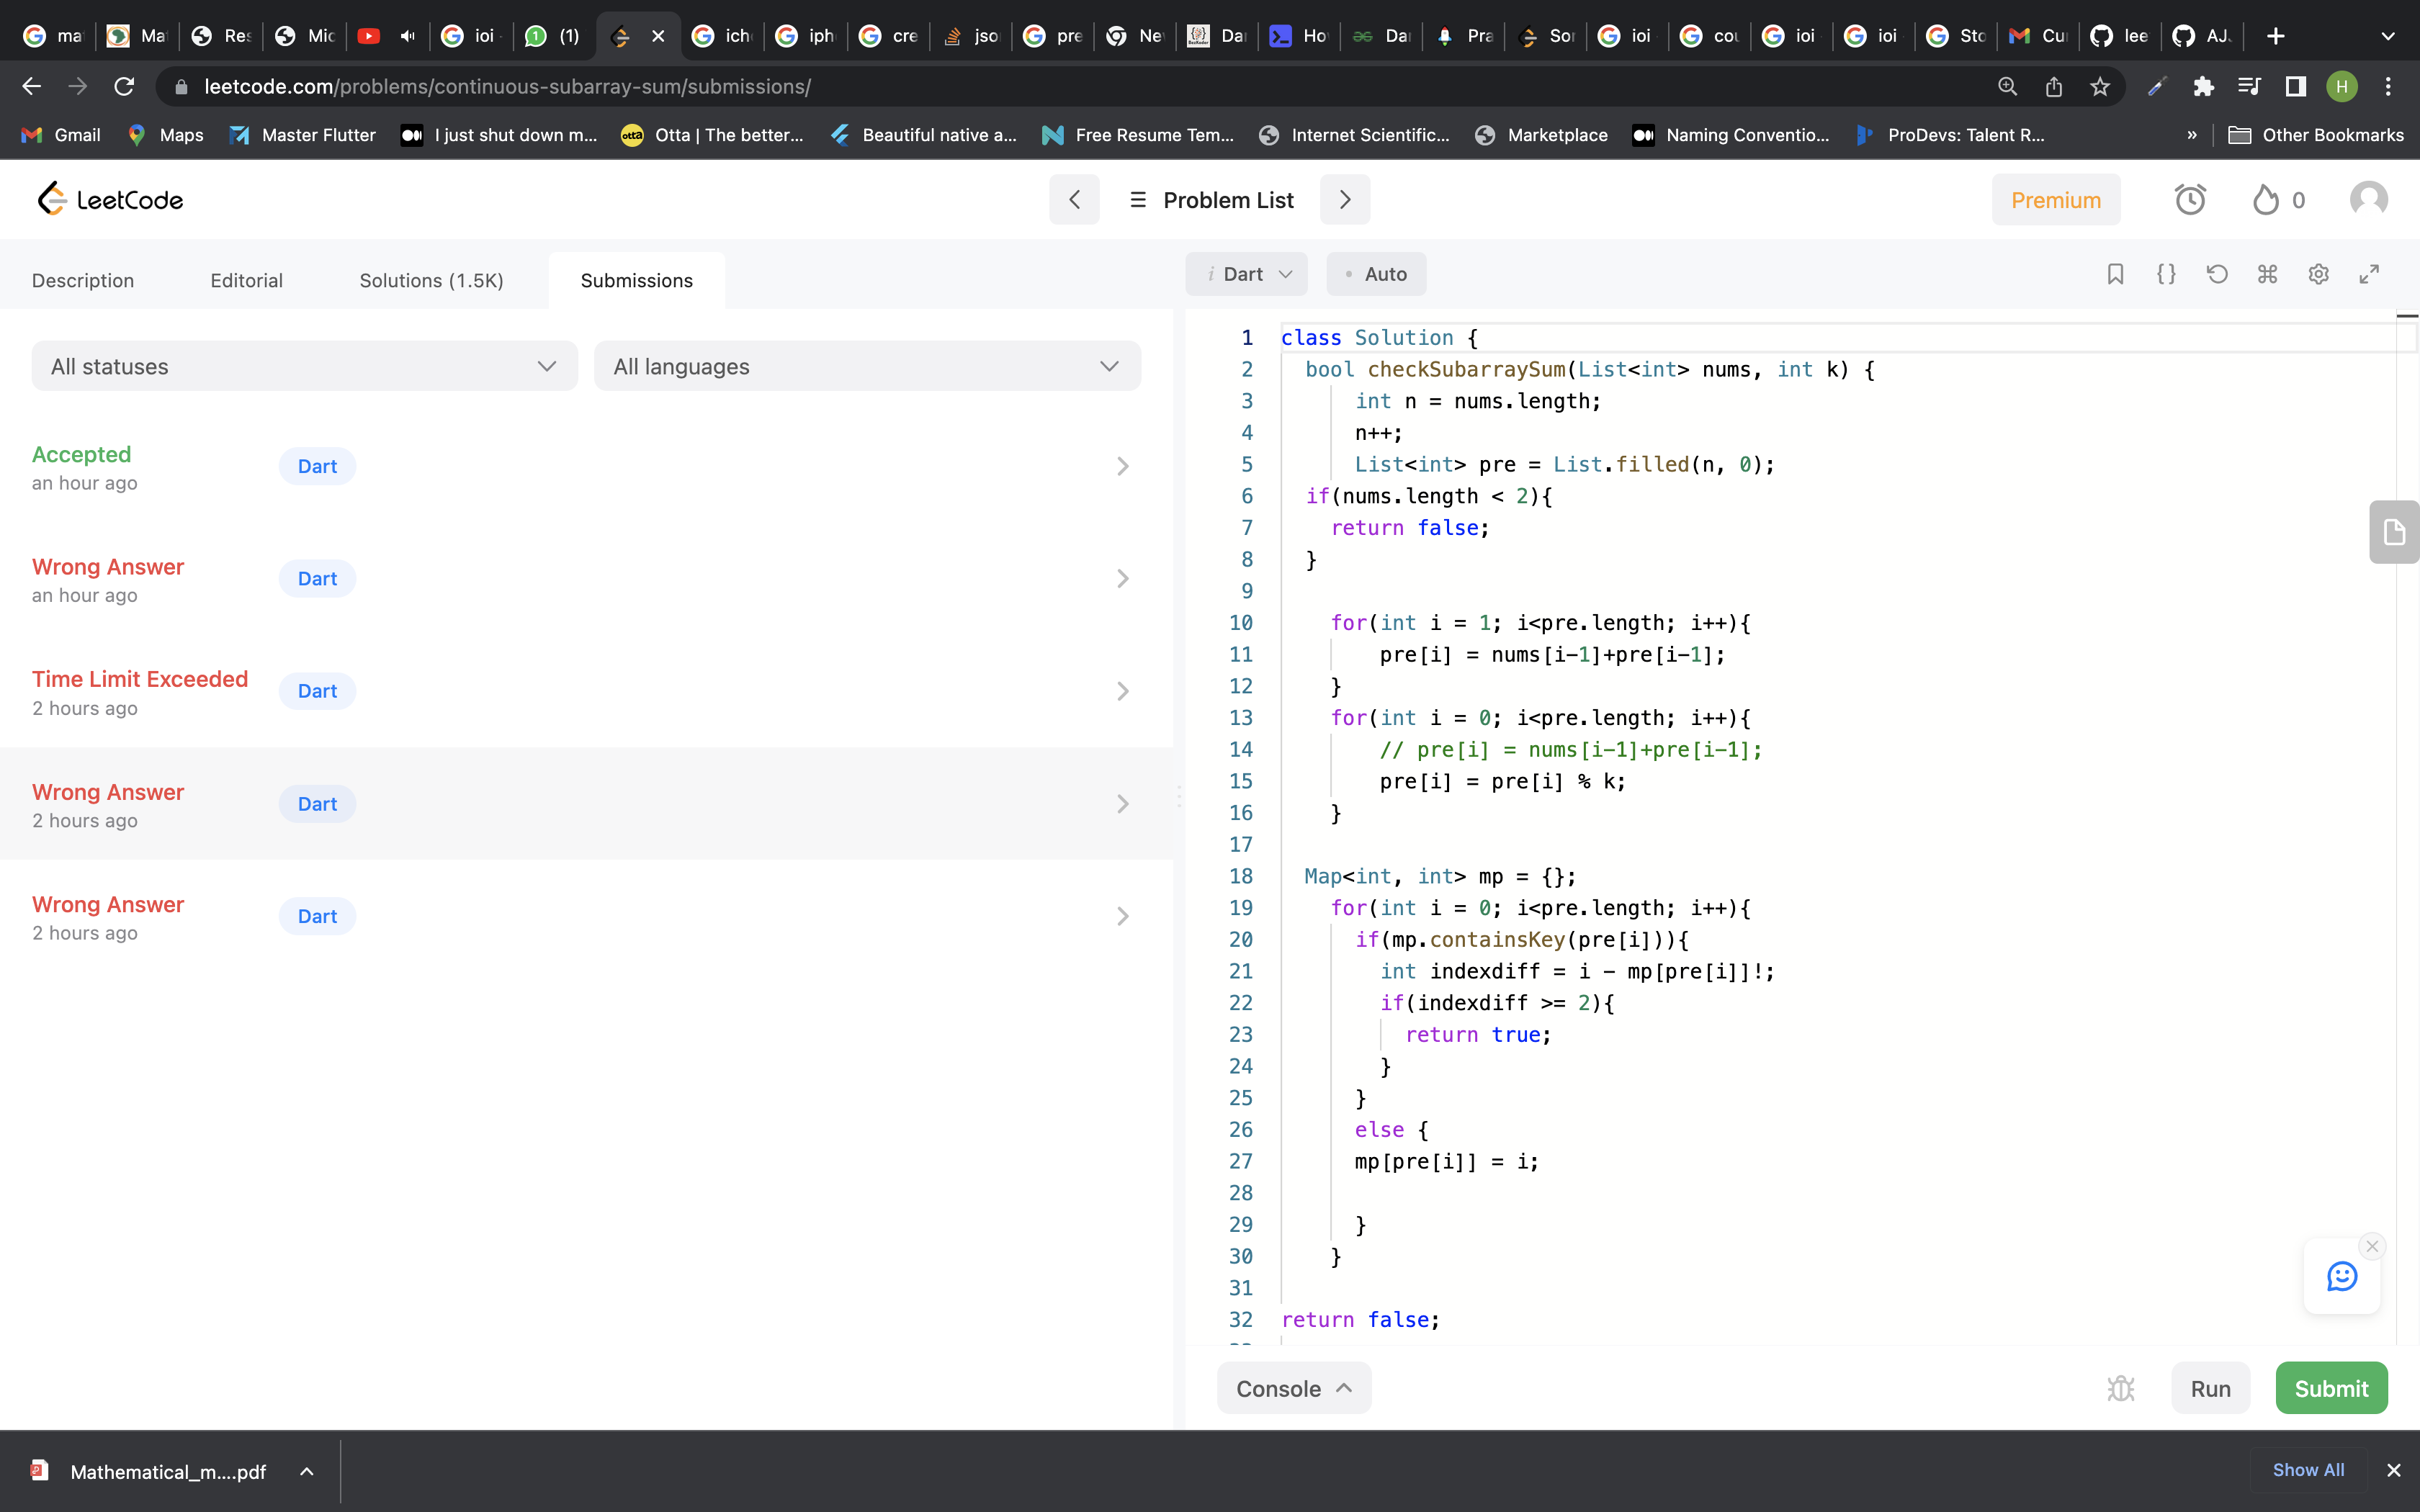 ma Ma Res Mic ioi (1) ich iph cre jso pre Ne Da Ho Da Pra Sor ioi cou ioi ioi Sto Cu lee AJ.
leetcode.com/problems/continuous-subarray-sum/submissions/ H
Gmail Maps Master Flutter I just shut down m... otta Otta | The better... Beautiful native a... Free Resume Tem... Internet Scientific... Marketplace Naming Conventio... ProDevs: Talent R... » Other Bookmarks
LeetCode Problem List Premium 0
Description Editorial Solutions (1.5K) Submissions i Dart • Auto
All statuses All languages
Accepted Dart
an hour ago
Wrong Answer Dart
an hour ago
Time Limit Exceeded Dart
2 hours ago
Wrong Answer Dart
2 hours ago
Wrong Answer Dart
2 hours ago
1 class Solution {
2 bool checkSubarraySum(List<int> nums, int k) {
3 int n = nums.length;
4 n++;
5 List<int> pre = List.filled(n, 0);
6 if(nums.length < 2){
7 return false;
8 }
9
10 for(int i = 1; i<pre.length; i++){
11 pre[i] = nums[i-1]+pre[i-1];
12 }
13 for(int i = 0; i<pre.length; i++){
14 // pre[i] = nums[i-1]+pre[i-1];
15 pre[i] = pre[i] % k;
16 }
17
18 Map<int, int> mp = {};
19 for(int i = 0; i<pre.length; i++){
20 if(mp.containsKey(pre[i])){
21 int indexdiff = i - mp[pre[i]]!;
22 if(indexdiff >= 2){
23 return true;
24 }
25 }
26 else {
27 mp[pre[i]] = i;
28
29 }
30 }
31
32 return false;
Console Run Submit
Mathematical_m....pdf Show All